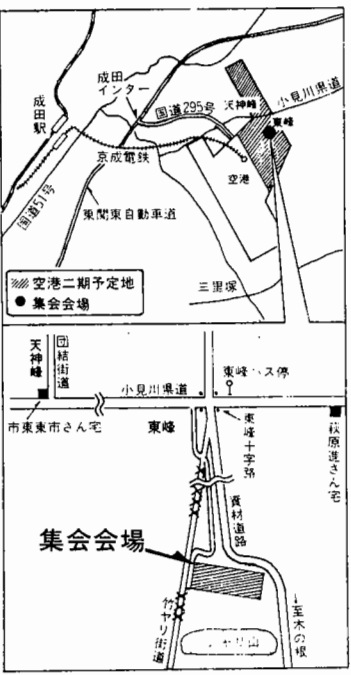 成田
インター
成田駅
国道295号
天神峰
小見川県道
東峰
京成電鉄
空港
国道51号
東関東自動車道
三里塚
空港二期予定地
集会会場
天神峰
団結街道
小見川県道
東峰バス停
市東東市さん宅
東峰
東峰十字路
萩原進さん宅
資材道路
集会会場
竹ヤリ街道
→至木の根